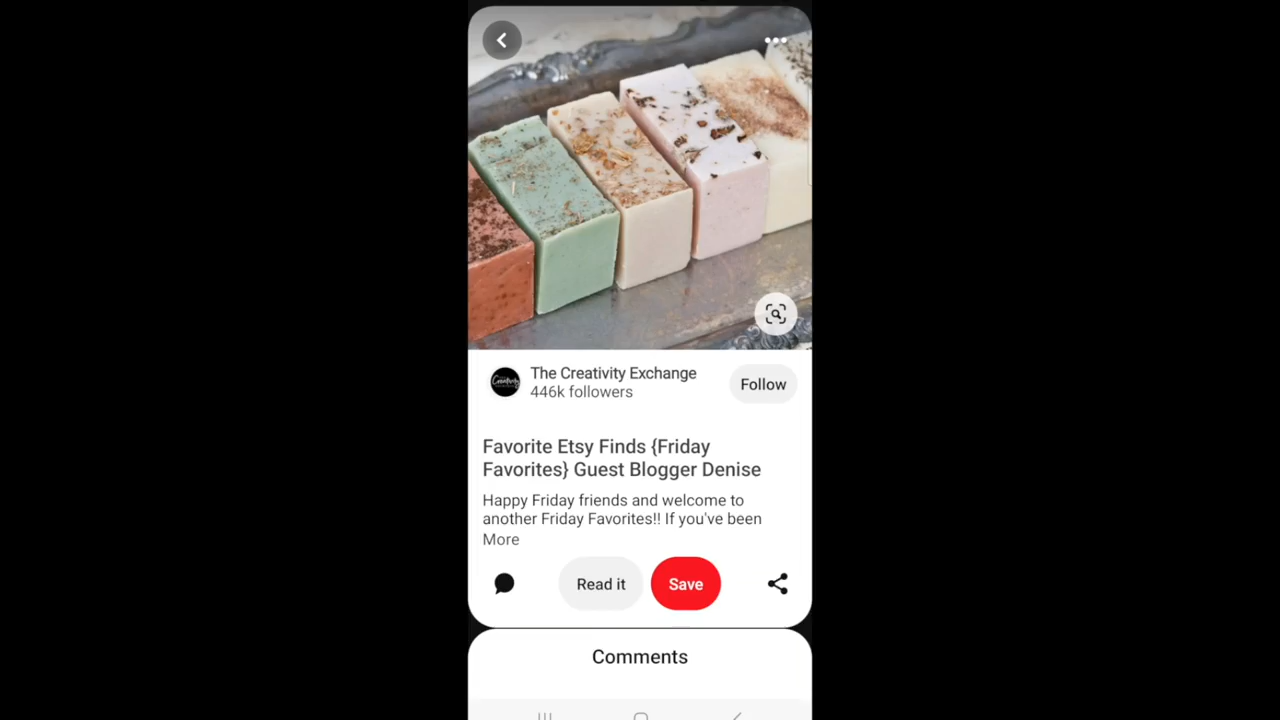 The Creativity Exchange
446k followers
Follow
Favorite Etsy Finds {Friday
Favorites} Guest Blogger Denise
Happy Friday friends and welcome to
another Friday Favorites!! If you've been
More
Read it
Save
Comments